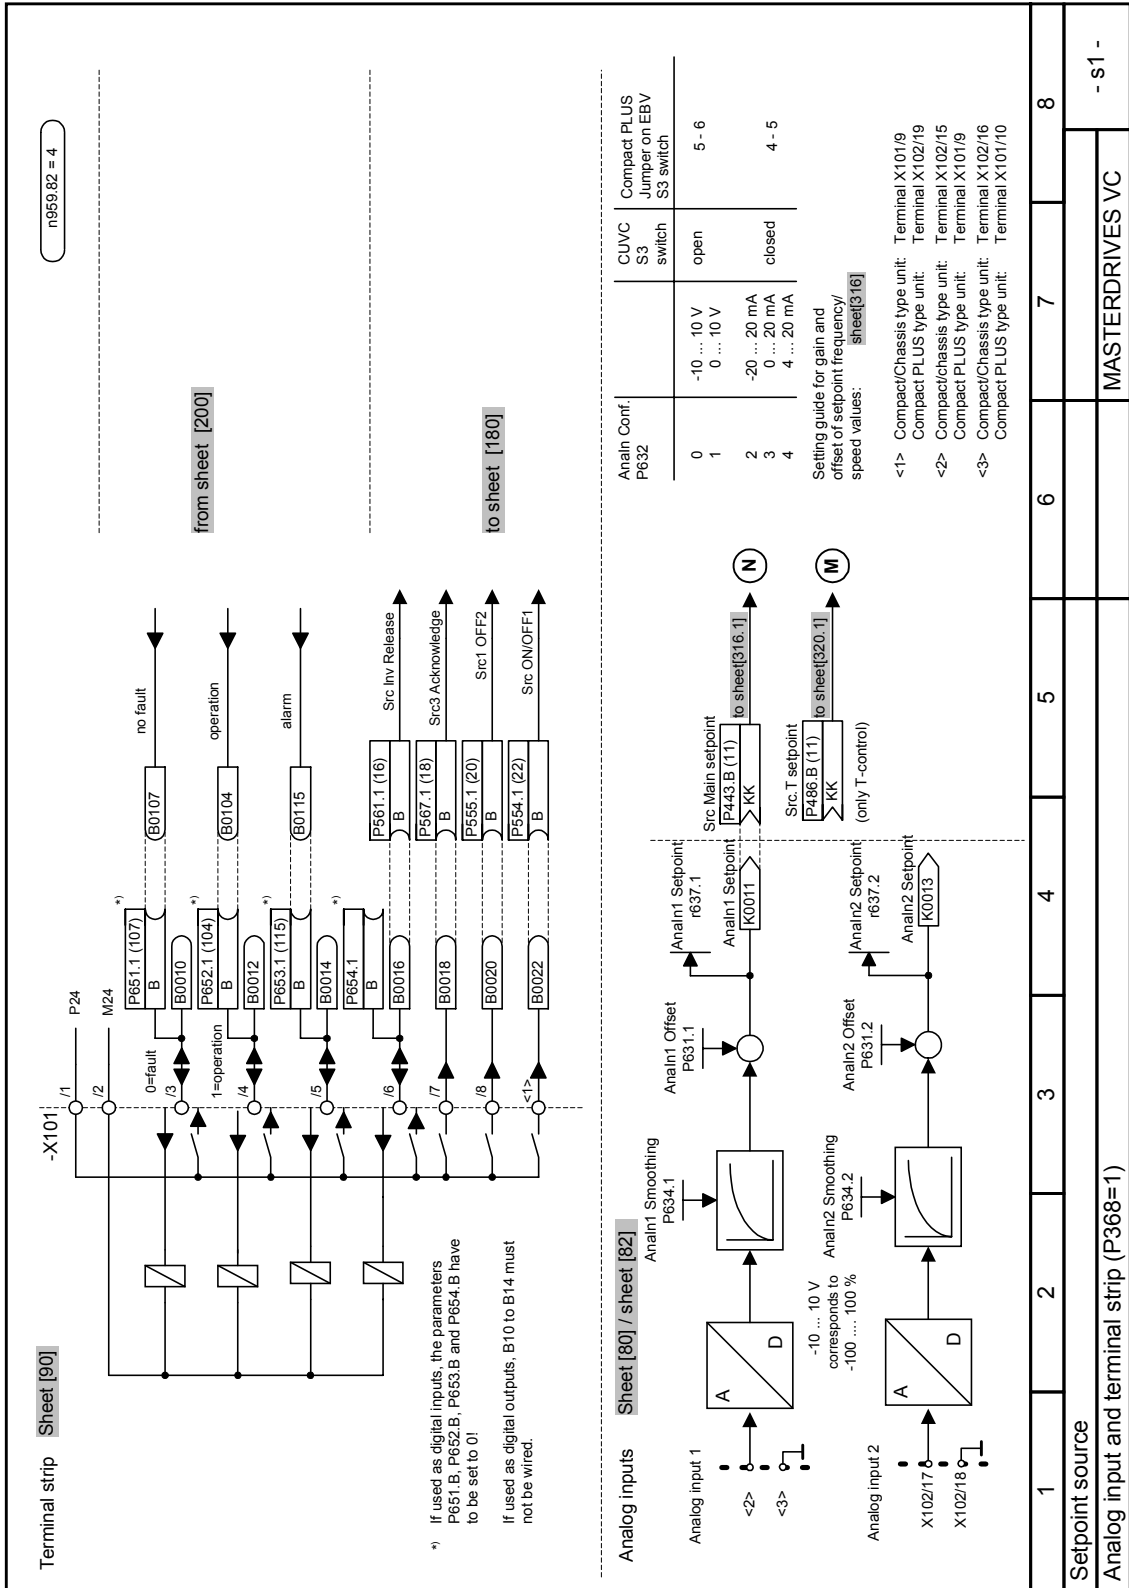 n959.82 = 4
Terminal strip Sheet [90]
-X101
P24
M24
/1
/2
0=fault
/3
1=operation
/4
/5
/6
/7
/8
<1>
P651.1 (107)
B
*)
B0010
P652.1 (104)
B
*)
B0012
P653.1 (115)
B
*)
B0014
P654.1
B
*)
B0016
B0018
B0020
B0022
B0107
no fault
B0104
operation
B0115
alarm
from sheet [200]
P561.1 (16)
B
Src Inv Release
P567.1 (18)
B
Src3 Acknowledge
P555.1 (20)
B
Src1 OFF2
P554.1 (22)
B
Src ON/OFF1
to sheet [180]
*) If used as digital inputs, the parameters
P651.B, P652.B, P653.B and P654.B have
to be set to 0!
If used as digital outputs, B10 to B14 must
not be wired.
Analog inputs Sheet [80] / sheet [82]
Analog input 1
<2>
<3>
A
D
AnaIn1 Smoothing
P634.1
AnaIn1 Offset
P631.1
AnaIn1 Setpoint
r637.1
AnaIn1 Setpoint
K0011
Src Main setpoint
P443.B (11)
KK
to sheet[316.1]
N
-10 ... 10 V
corresponds to
-100 .... 100 %
Analog input 2
X102/17
X102/18
A
D
AnaIn2 Smoothing
P634.2
AnaIn2 Offset
P631.2
AnaIn2 Setpoint
r637.2
AnaIn2 Setpoint
K0013
Src.T setpoint
P486.B (11)
KK
(only T-control)
to sheet[320.1]
M
AnaIn Conf.
P632
CUVC
S3
switch
Compact PLUS
Jumper on EBV
S3 switch
0 -10 ... 10 V open 5 - 6
1 0 ... 10 V
2 -20 ... 20 mA
3 0 ... 20 mA closed 4 - 5
4 4 ... 20 mA
Setting guide for gain and
offset of setpoint frequency/
speed values: sheet[316]
<1> Compact/Chassis type unit: Terminal X101/9
Compact PLUS type unit: Terminal X102/19
<2> Compact/chassis type unit: Terminal X102/15
Compact PLUS type unit: Terminal X101/9
<3> Compact/Chassis type unit: Terminal X102/16
Compact PLUS type unit: Terminal X101/10
1 2 3 4 5 6 7 8
Setpoint source
- s1 -
Analog input and terminal strip (P368=1)
MASTERDRIVES VC